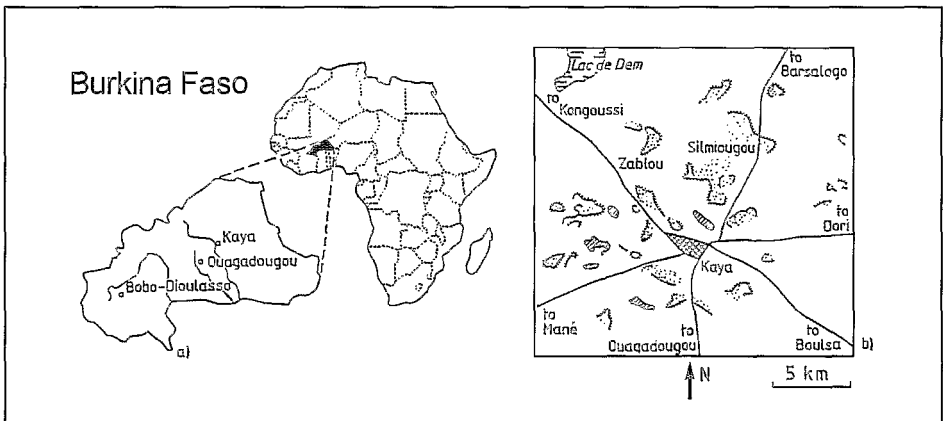 Burkina Faso
Kaya
Ouagadougou
Bobo-Dioulasso
a)
Lac de Dem
to
Barsalogo
to
Kongoussi
Silmiougou
Zablou
to
Dori
Kaya
to
Mané
to
Ouagadougou
to
Boulsa
b)
N
5 km